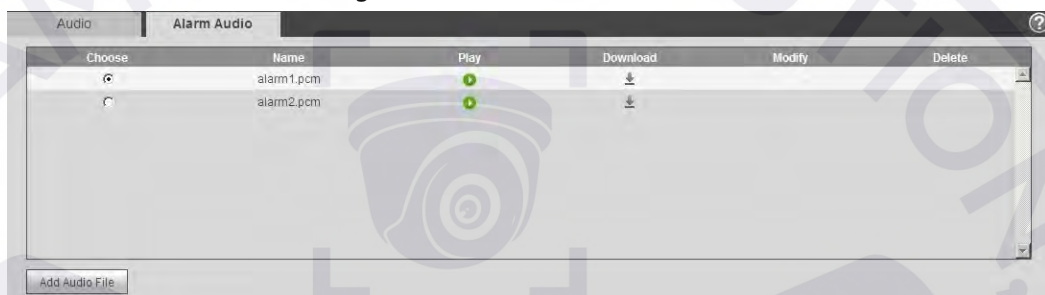 Audio Alarm Audio
Choose Name Play Download Modify Delete
alarm1.pcm
alarm2.pcm
Add Audio File